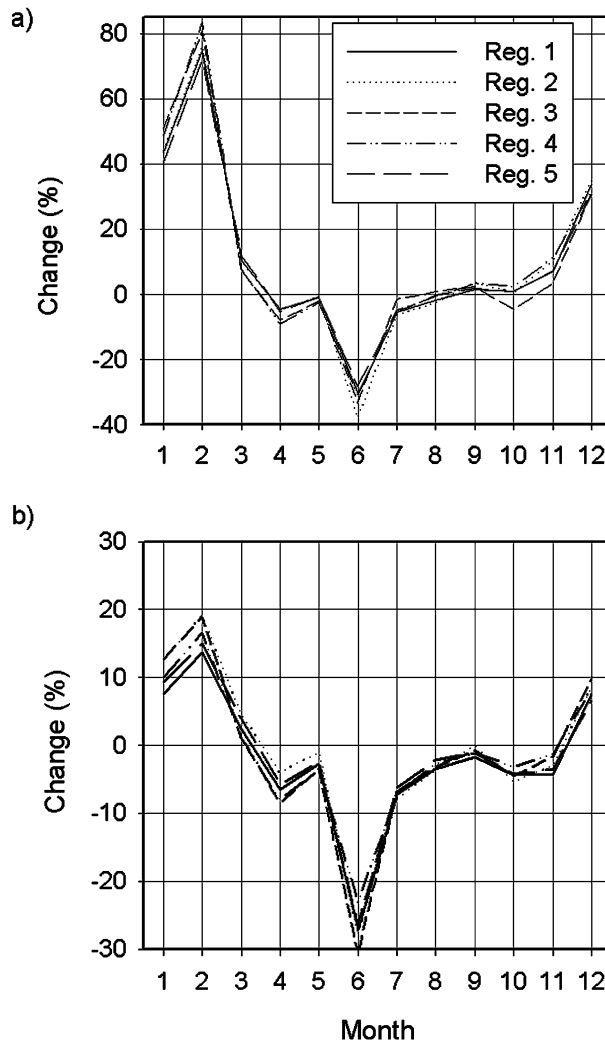 a)
80
60
40
20
0
-20
-40
Change (%)
Reg. 1
Reg. 2
Reg. 3
Reg. 4
Reg. 5
1 2 3 4 5 6 7 8 9 10 11 12
b)
30
20
10
0
-10
-20
-30
Change (%)
1 2 3 4 5 6 7 8 9 10 11 12
Month